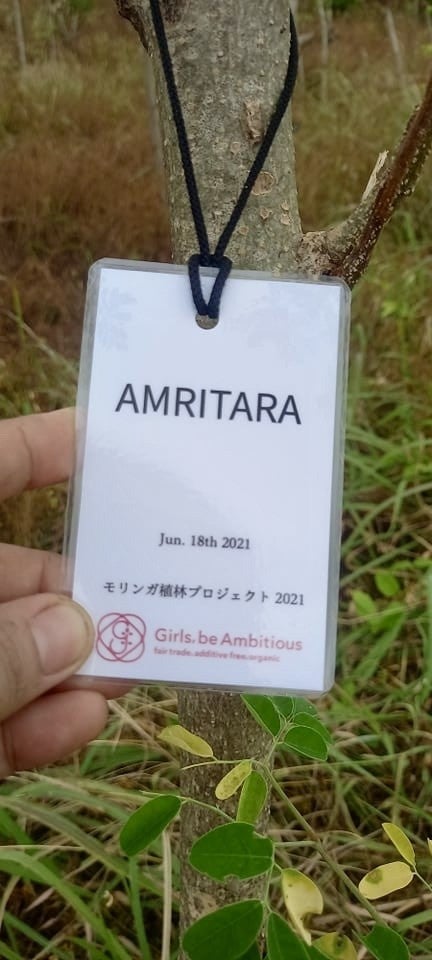 AMRITARA
Jun. 18th 2021
モリンガ植林プロジェクト 2021
Girls, be Ambitious
fair trade. additive free. organic